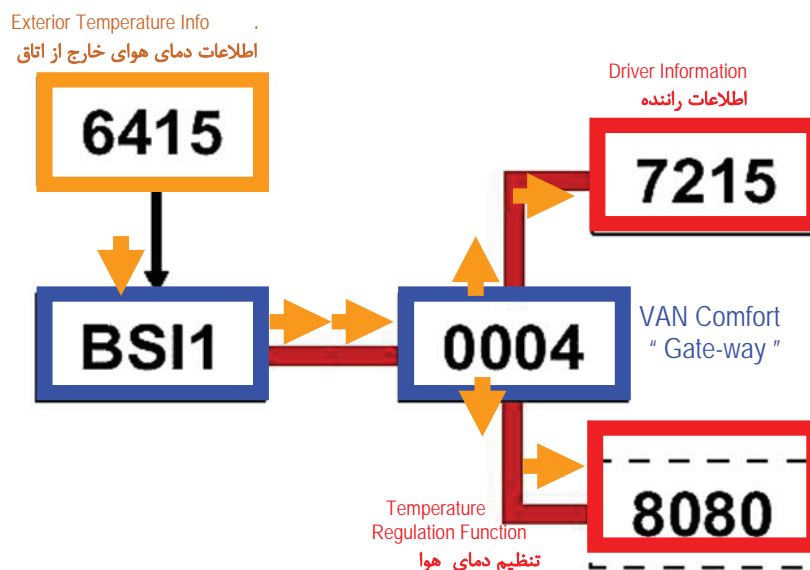 Exterior Temperature Info .
اطلاعات دمای هوای خارج از اتاق
6415
Driver Information
اطلاعات راننده
7215
BSI1
0004
VAN Comfort
“ Gate-way ”
Temperature
Regulation Function
تنظیم دمای هوا
8080